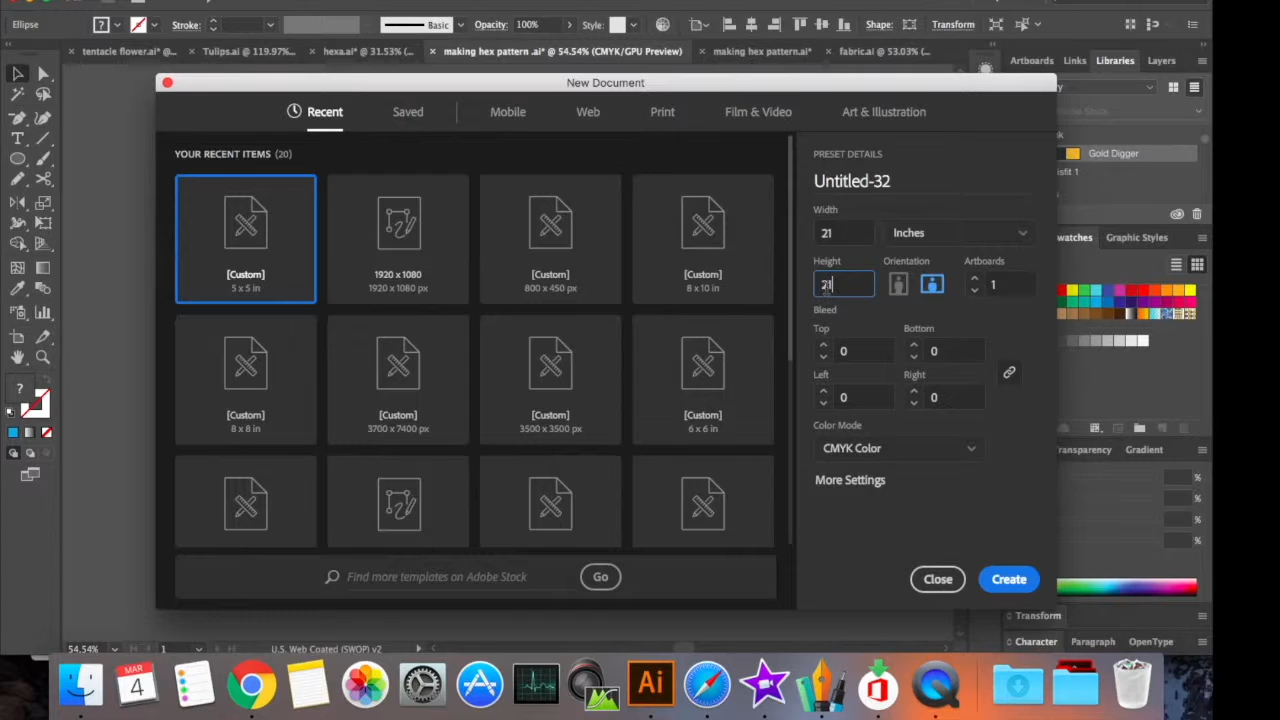 Ellipse
?
Stroke:
Basic
Opacity: 100%
Style:
Shape:
Transform
tentacle flower.ai* @...
Tulips.ai @ 119.97%...
hexa.ai* @ 31.53% (...
making hex pattern .ai* @ 54.54% (CMYK/GPU Preview)
making hex pattern.ai*
fabric.ai @ 53.03% (...
Artboards
Links
Libraries
Layers
New Document
Recent
Saved
Mobile
Web
Print
Film & Video
Art & Illustration
YOUR RECENT ITEMS (20)
[Custom]
5 x 5 in
1920 x 1080
1920 x 1080 px
[Custom]
800 x 450 px
[Custom]
8 x 10 in
[Custom]
8 x 8 in
[Custom]
3700 x 7400 px
[Custom]
3500 x 3500 px
[Custom]
6 x 6 in
Find more templates on Adobe Stock
Go
PRESET DETAILS
Untitled-32
Width
21
Inches
Height
Orientation
Artboards
21
1
Bleed
Top
Bottom
0
0
Left
Right
0
0
Color Mode
CMYK Color
More Settings
Close
Create
Gold Digger
isfit 1
watches
Graphic Styles
ransparency
Gradient
%
%
%
%
Transform
Character
Paragraph
OpenType
?
54.54%
1
U.S. Web Coated (SWOP) v2
MAR
4
Ai